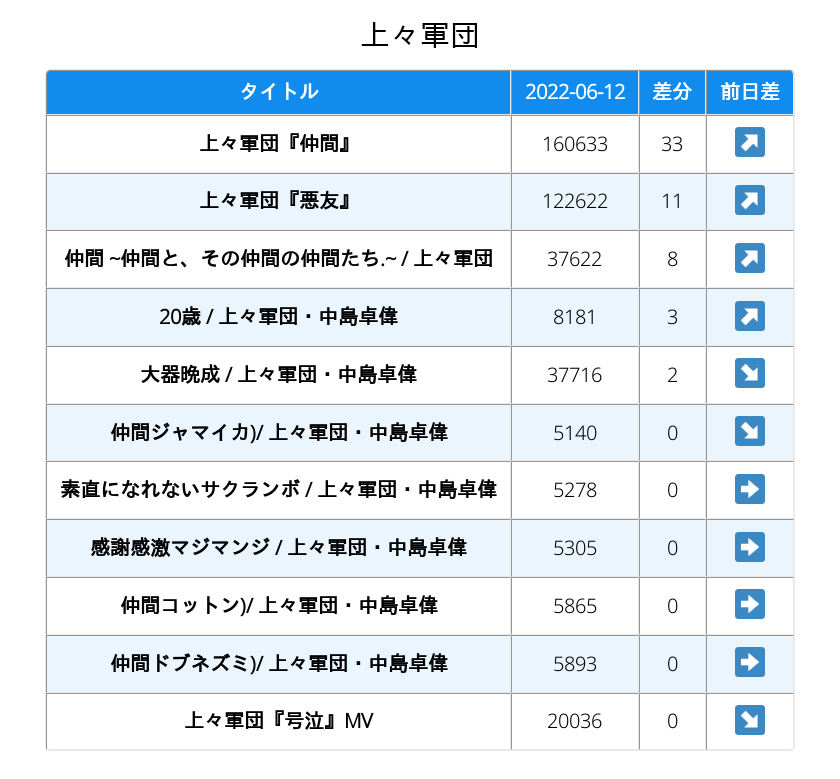 上々軍団
タイトル 2022-06-12 差分 前日差
上々軍団『仲間』 160633 33 ↗
上々軍団『悪友』 122622 11 ↗
仲間 ~仲間と、その仲間の仲間たち.~ / 上々軍団 37622 8 ↗
20歳 / 上々軍団・中島卓偉 8181 3 ↗
大器晩成 / 上々軍団・中島卓偉 37716 2 ↘
仲間ジャマイカ)/ 上々軍団・中島卓偉 5140 0 ↘
素直になれないサクランボ / 上々軍団・中島卓偉 5278 0 →
感謝感激マジマンジ / 上々軍団・中島卓偉 5305 0 →
仲間コットン)/ 上々軍団・中島卓偉 5865 0 →
仲間ドブネズミ)/ 上々軍団・中島卓偉 5893 0 →
上々軍団『号泣』MV 20036 0 ↘